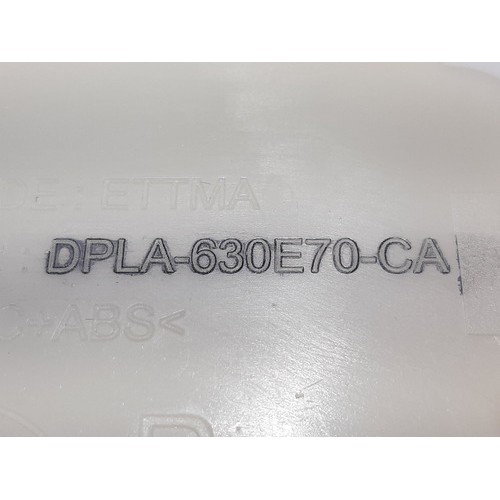 E: ETTMA
DPLA-630E70-CA
C+ABS<